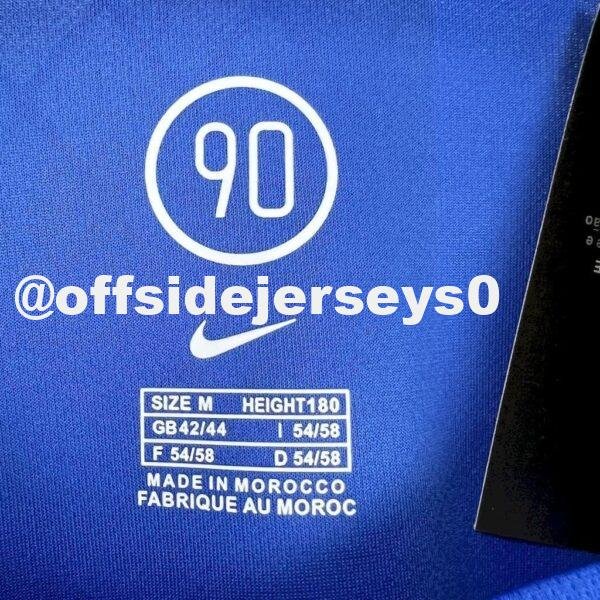 90
@offsidejerseys0
SIZE M HEIGHT180
GB42/44 I 54/58
F 54/58 D 54/58
MADE IN MOROCCO
FABRIQUE AU MOROC